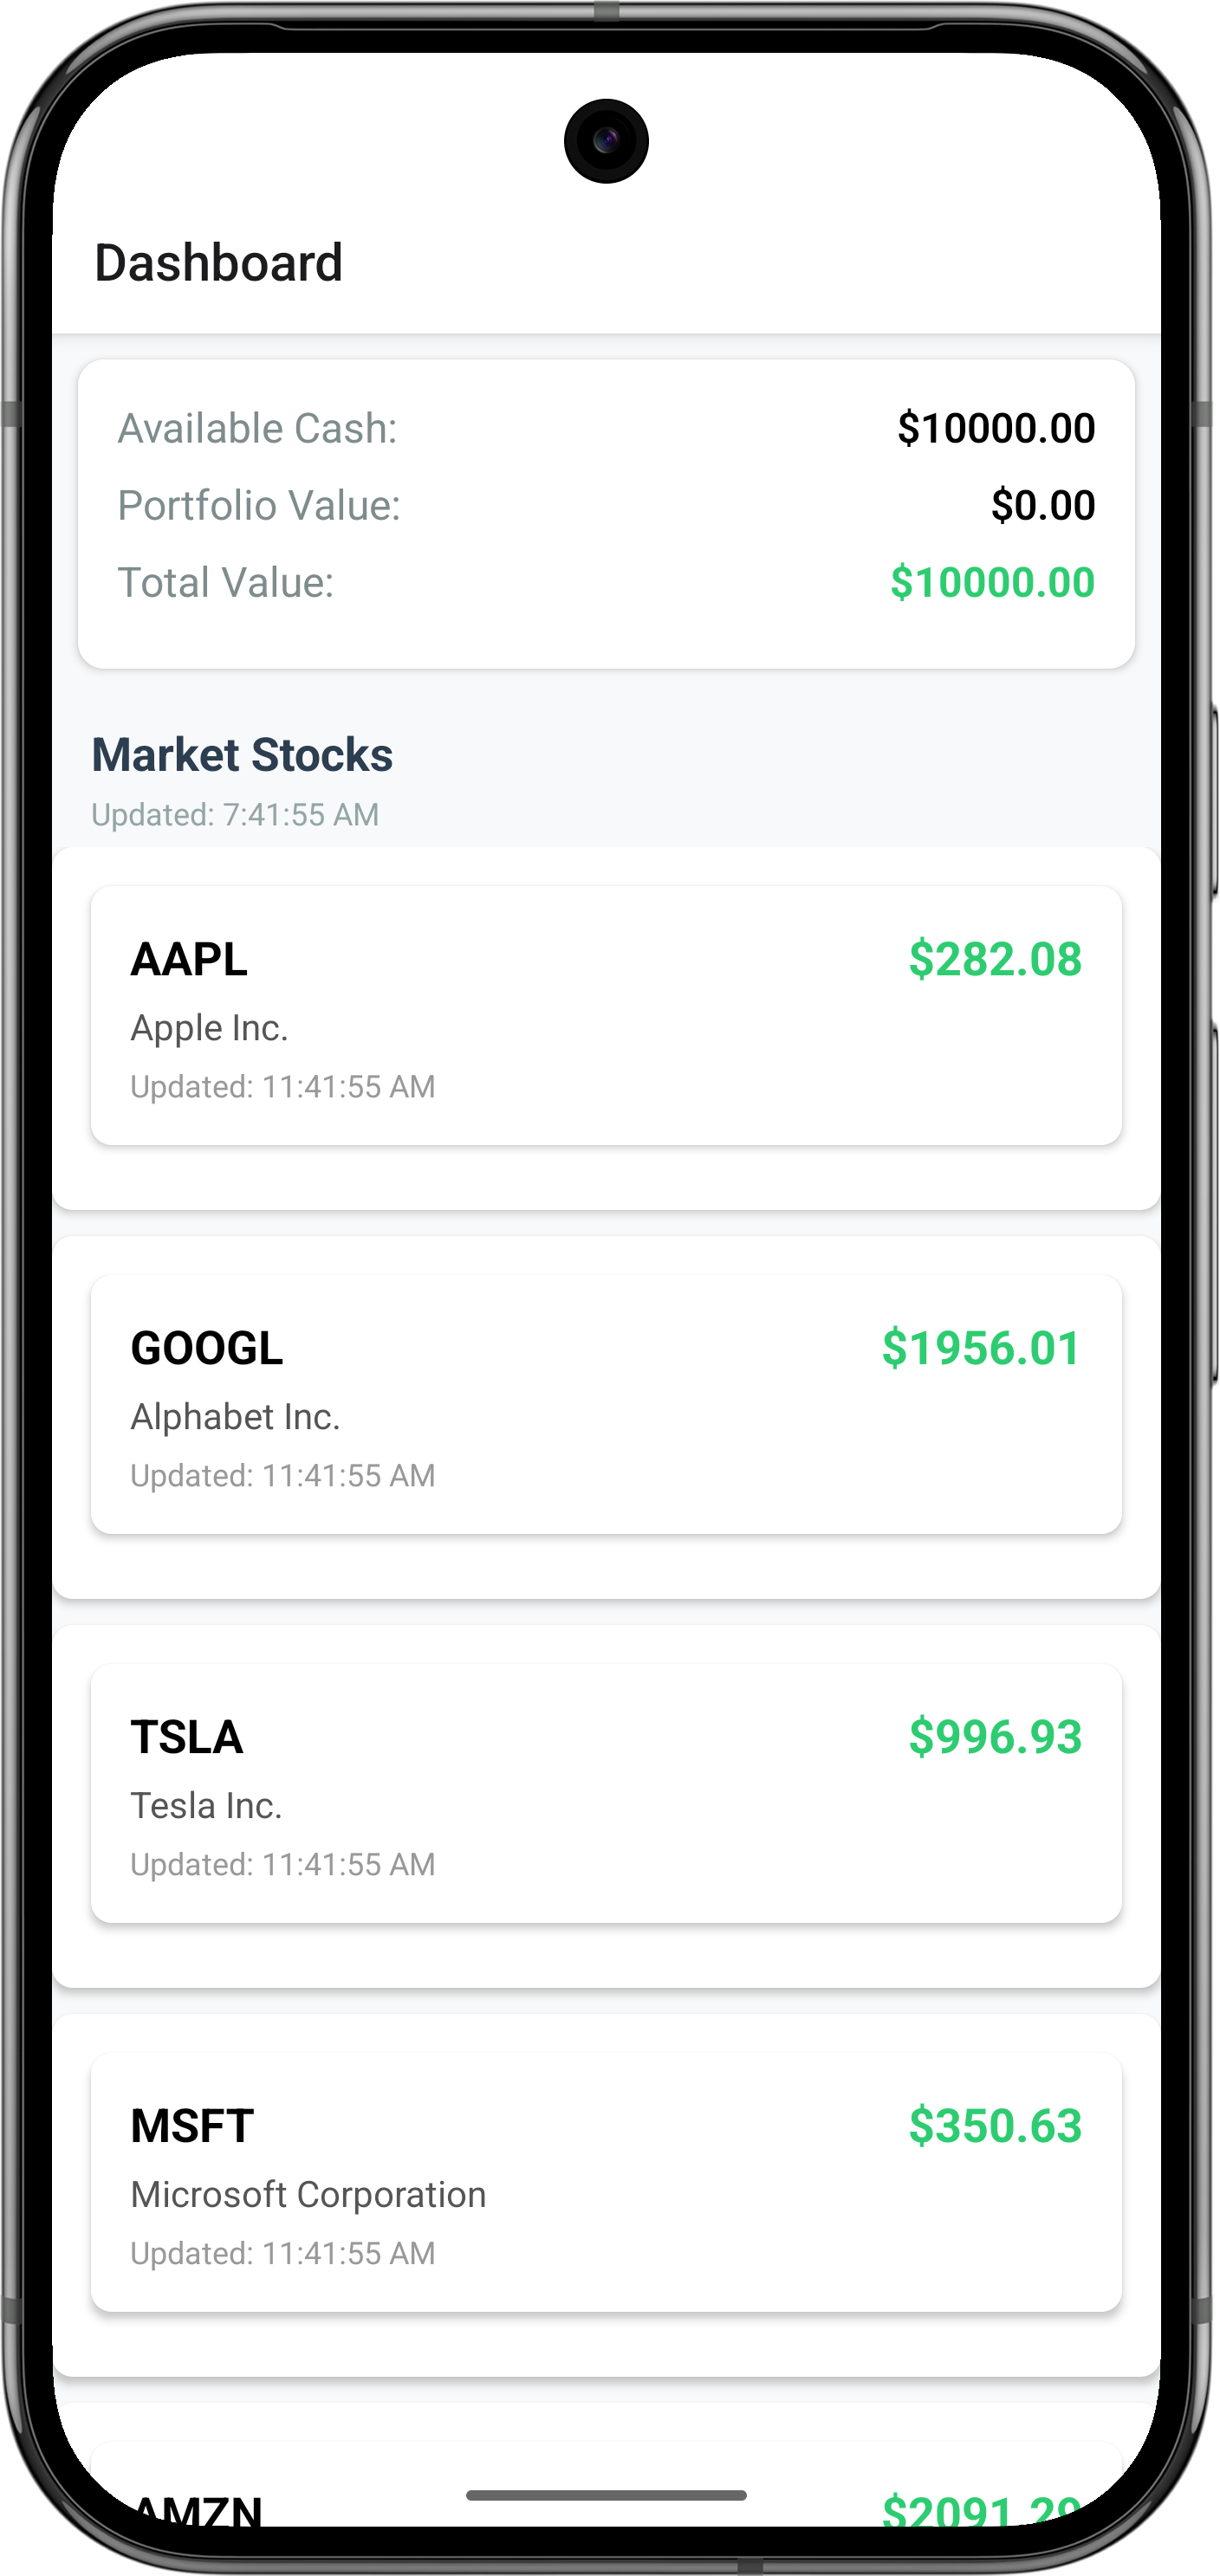 Dashboard
Available Cash: $10000.00
Portfolio Value: $0.00
Total Value: $10000.00
Market Stocks
Updated: 7:41:55 AM
AAPL $282.08
Apple Inc.
Updated: 11:41:55 AM
GOOGL $1956.01
Alphabet Inc.
Updated: 11:41:55 AM
TSLA $996.93
Tesla Inc.
Updated: 11:41:55 AM
MSFT $350.63
Microsoft Corporation
Updated: 11:41:55 AM
AMZN $2091.29